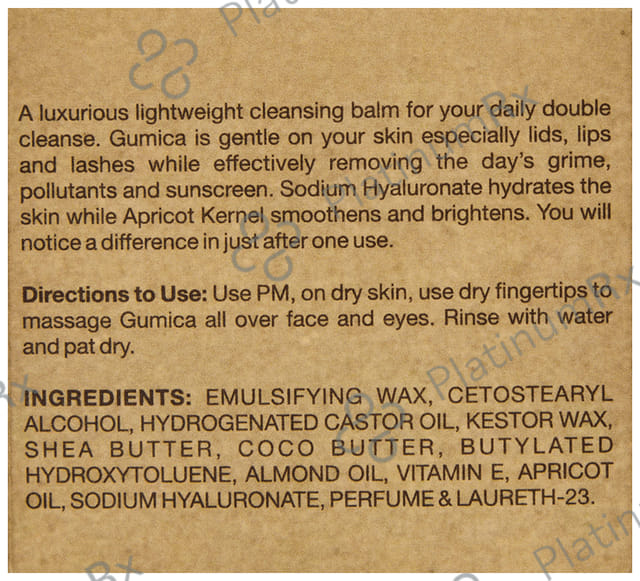 A luxurious lightweight cleansing balm for your daily double
cleanse. Gumica is gentle on your skin especially lids, lips
and lashes while effectively removing the day's grime,
pollutants and sunscreen. Sodium Hyaluronate hydrates the
skin while Apricot Kernel smoothens and brightens. You will
notice a difference in just after one use.
Directions to Use: Use PM, on dry skin, use dry fingertips to
massage Gumica all over face and eyes. Rinse with water
and pat dry.
INGREDIENTS: EMULSIFYING WAX, CETOSTEARYL
ALCOHOL, HYDROGENATED CASTOR OIL, KESTOR WAX,
SHEA BUTTER, COCO BUTTER, BUTYLATED
HYDROXYTOLUENE, ALMOND OIL, VITAMIN E, APRICOT
OIL, SODIUM HYALURONATE, PERFUME & LAURETH-23.
PlatinumRx
PlatinumRx